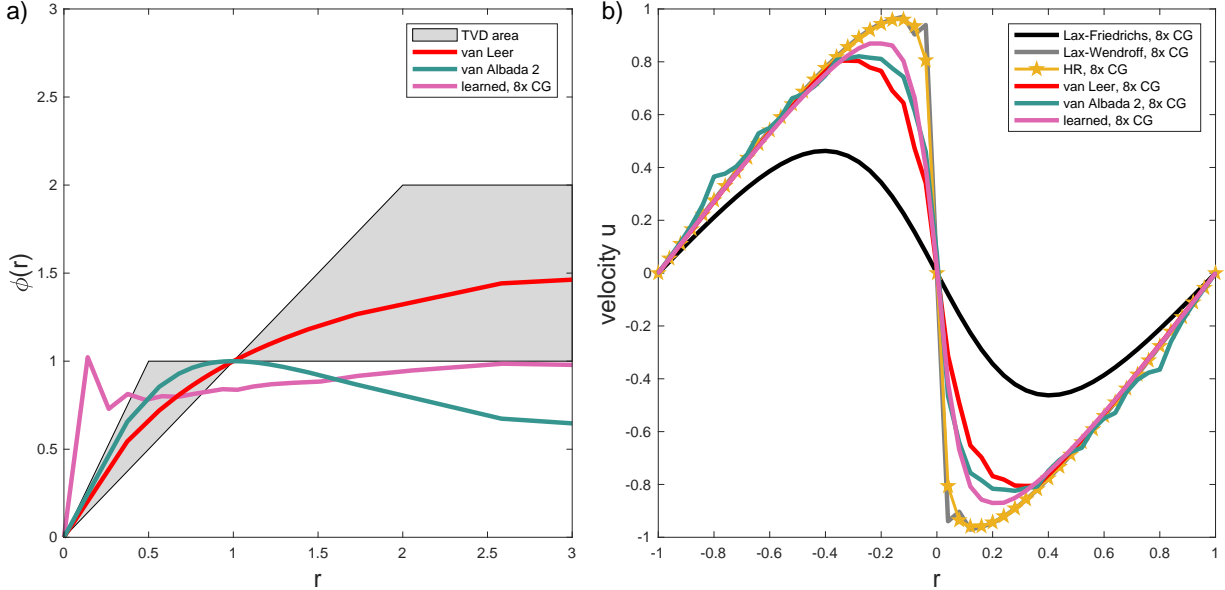 a)
3
2.5
2
1.5
1
0.5
0
ϕ(r)
0 0.5 1 1.5 2 2.5 3
r
TVD area
van Leer
van Albada 2
learned, 8x CG
b)
1
0.8
0.6
0.4
0.2
0
-0.2
-0.4
-0.6
-0.8
-1
velocity u
-1 -0.8 -0.6 -0.4 -0.2 0 0.2 0.4 0.6 0.8 1
r
Lax-Friedrichs, 8x CG
Lax-Wendroff, 8x CG
HR, 8x CG
van Leer, 8x CG
van Albada 2, 8x CG
learned, 8x CG